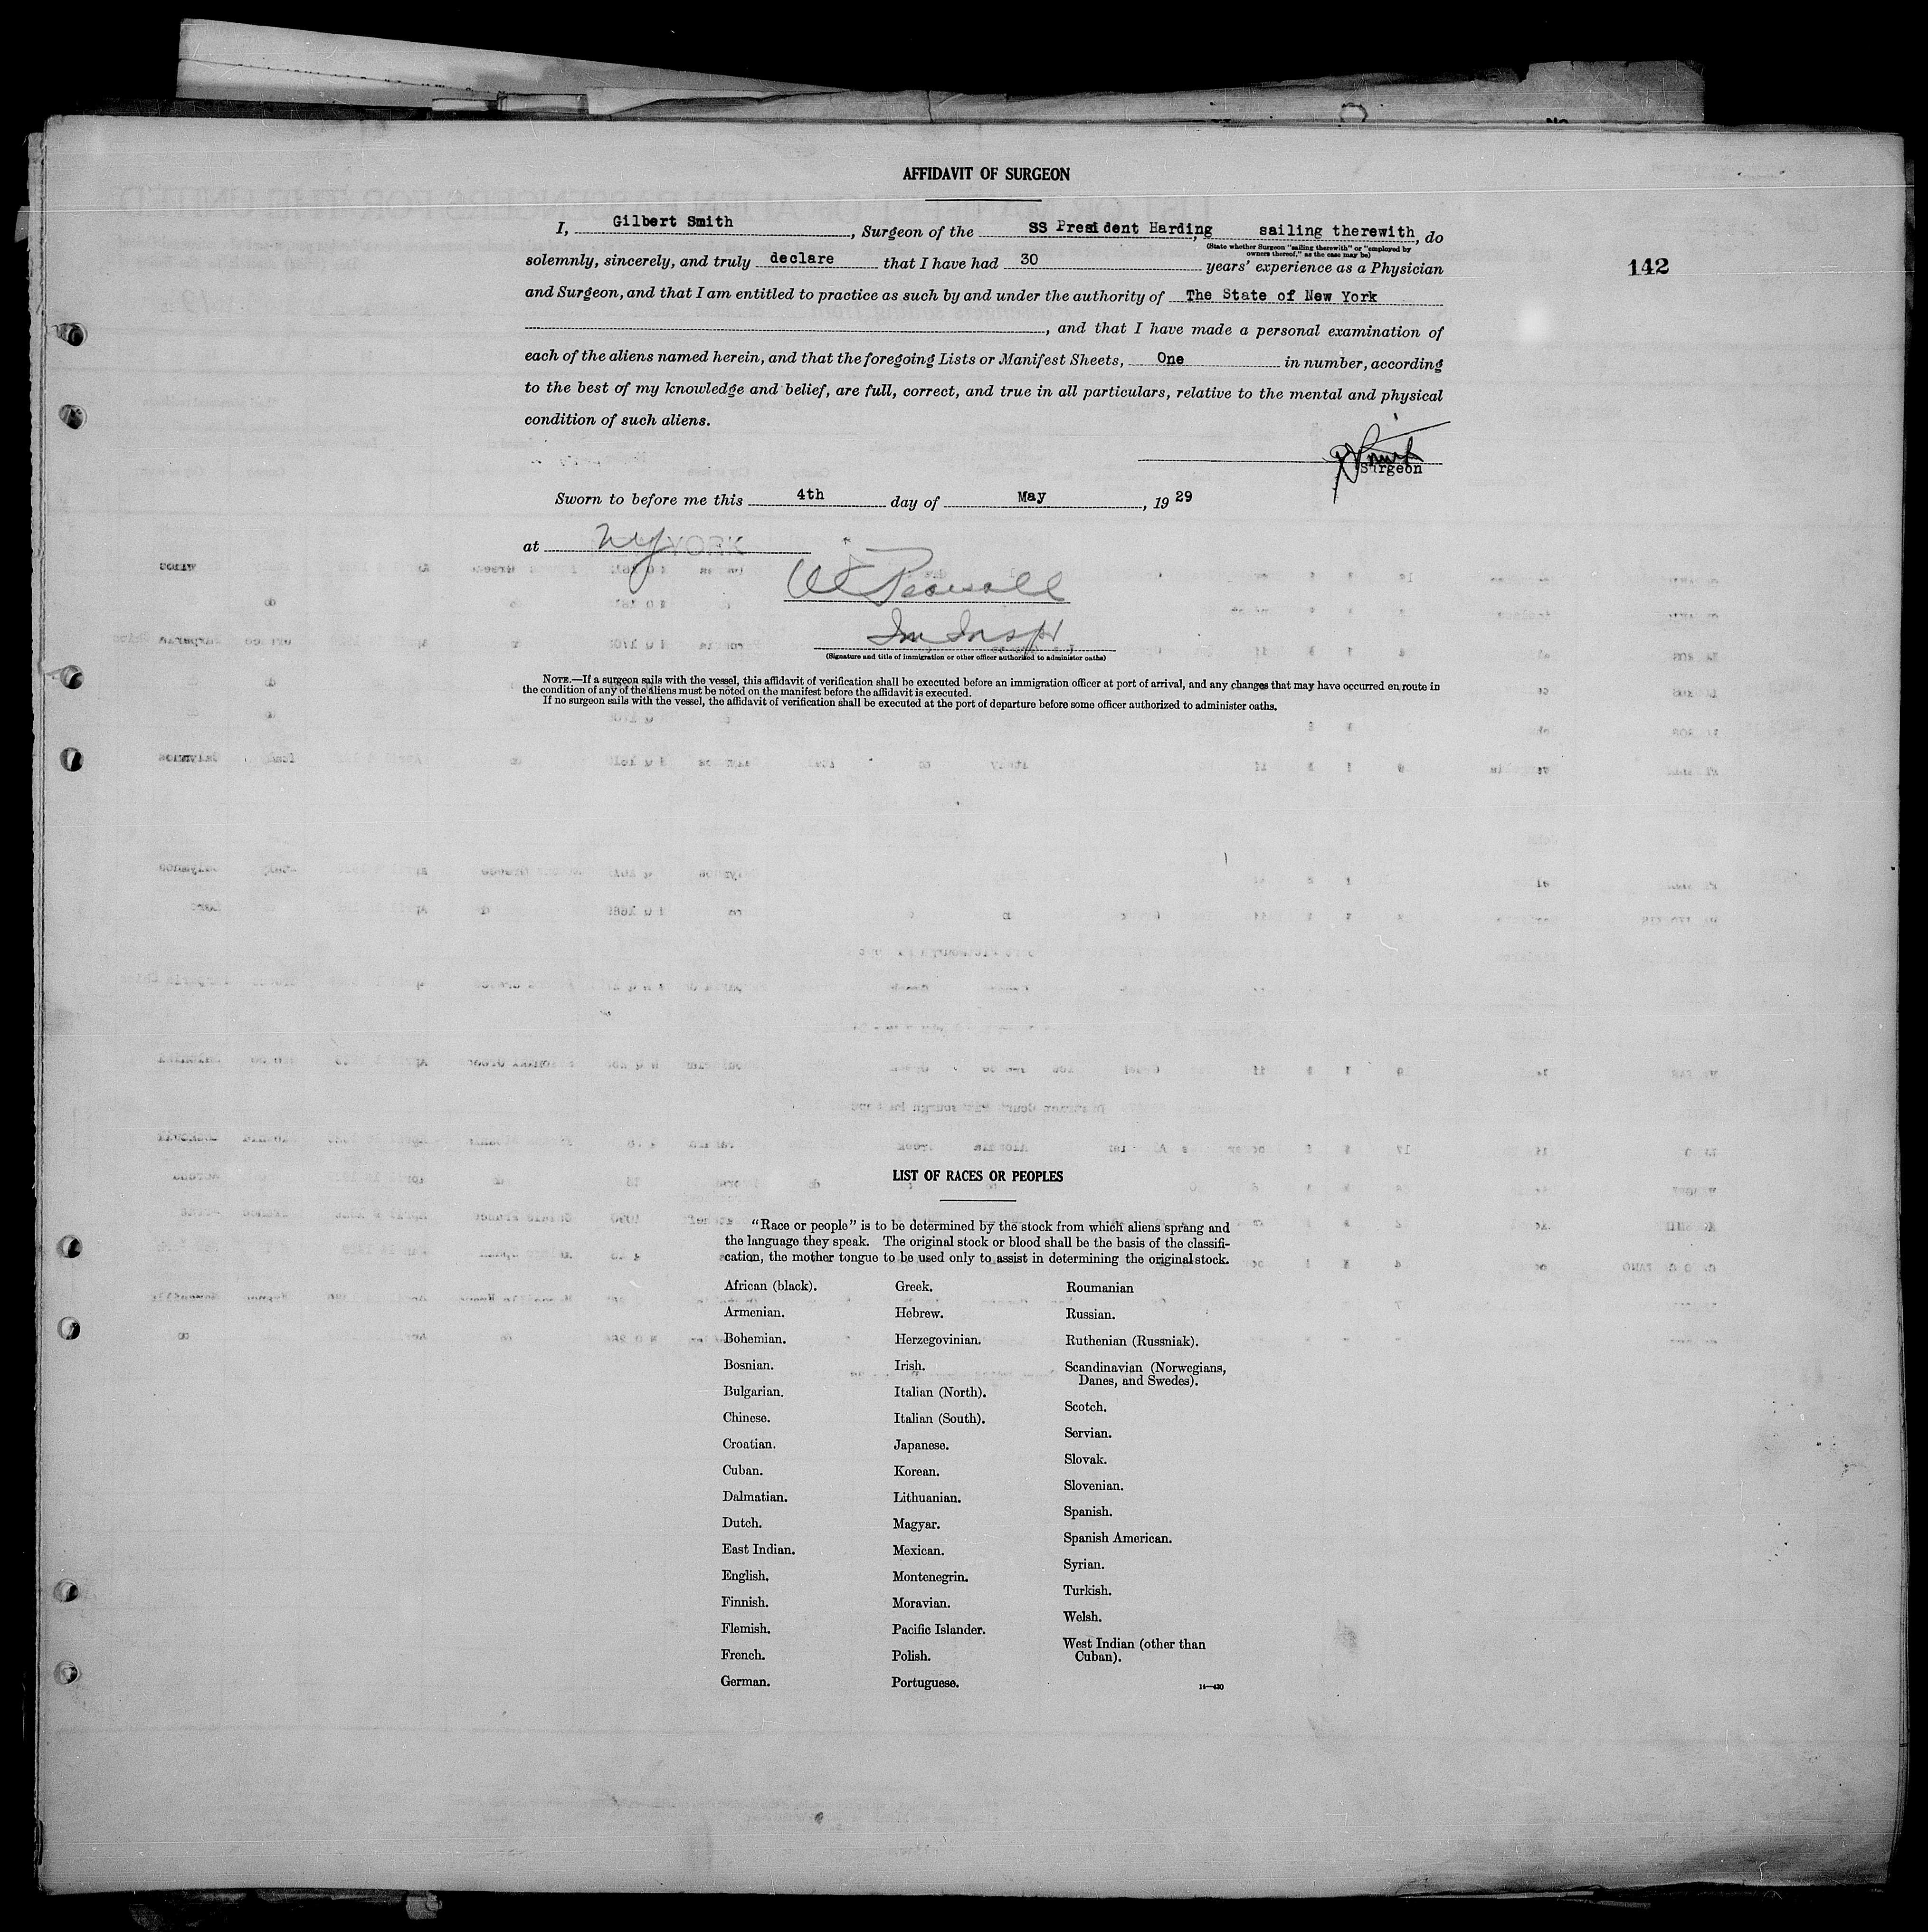 AFFIDAVIT OF SURGEON
I, Gilbert Smith, Surgeon of the SS President Harding, sailing therewith, do
(State whether Surgeon "sailing therewith" or "employed by
owners thereof," as the case may be)
142
solemnly, sincerely, and truly declare that I have had 30 years' experience as a Physician
and Surgeon, and that I am entitled to practice as such by and under the authority of The State of New York
, and that I have made a personal examination of
each of the aliens named herein, and that the foregoing Lists or Manifest Sheets, One in number, according
to the best of my knowledge and belief, are full, correct, and true in all particulars, relative to the mental and physical
condition of such aliens.
Smith
Surgeon
Sworn to before me this 4th day of May, 19 29
at NY YORK
Im Inspr
(Signature and title of immigration or other officer authorized to administer oaths)
NOTE.—If a surgeon sails with the vessel, this affidavit of verification shall be executed before an immigration officer at port of arrival, and any changes that may have occurred en route in
the condition of any of the aliens must be noted on the manifest before the affidavit is executed.
If no surgeon sails with the vessel, the affidavit of verification shall be executed at the port of departure before some officer authorized to administer oaths.
LIST OF RACES OR PEOPLES
"Race or people" is to be determined by the stock from which aliens sprang and
the language they speak. The original stock or blood shall be the basis of the classifi-
cation, the mother tongue to be used only to assist in determining the original stock.
African (black).
Armenian.
Bohemian.
Bosnian.
Bulgarian.
Chinese.
Croatian.
Cuban.
Dalmatian.
Dutch.
East Indian.
English.
Finnish.
Flemish.
French.
German.
Greek.
Hebrew.
Herzegovinian.
Irish.
Italian (North).
Italian (South).
Japanese.
Korean.
Lithuanian.
Magyar.
Mexican.
Montenegrin.
Moravian.
Pacific Islander.
Polish.
Portuguese.
Roumanian
Russian.
Ruthenian (Russniak).
Scandinavian (Norwegians,
Danes, and Swedes).
Scotch.
Servian.
Slovak.
Slovenian.
Spanish.
Spanish American.
Syrian.
Turkish.
Welsh.
West Indian (other than
Cuban).
14—430